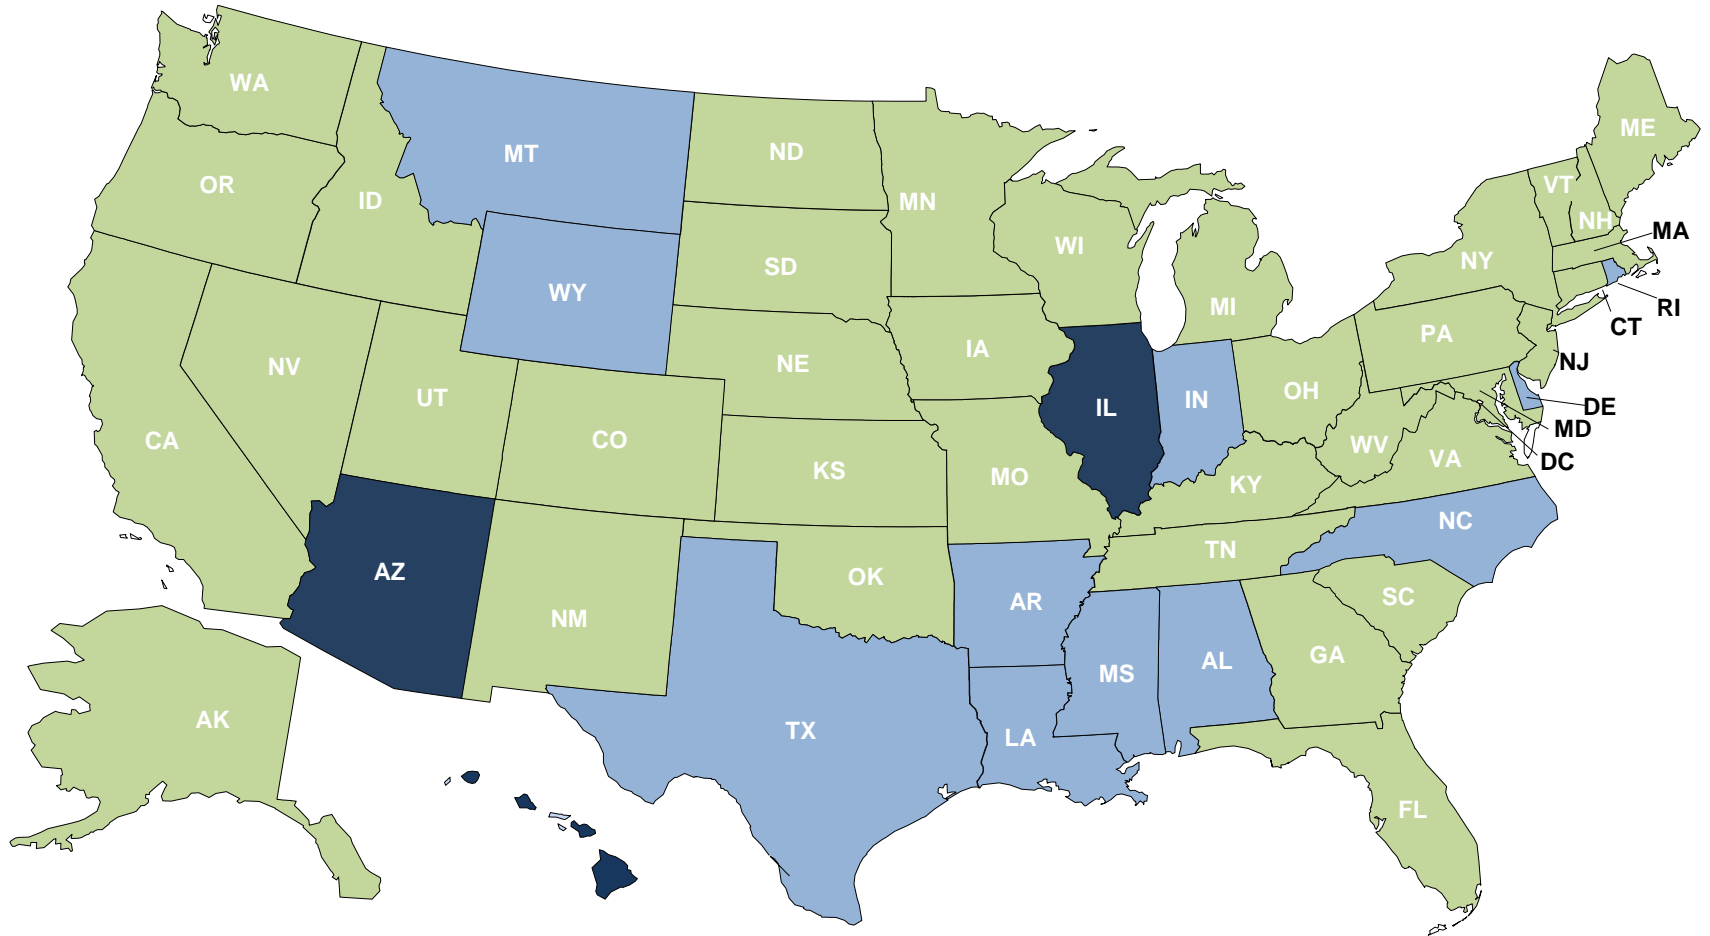 WA
MT
ND
MN
ME
OR
ID
VT
NH
MA
WI
NY
SD
WY
MI
RI
CT
PA
IA
NJ
NE
NV
UT
OH
IN
IL
DE
MD
CO
CA
WV
VA
DC
KS
MO
KY
NC
TN
AZ
OK
AR
SC
NM
GA
AL
MS
AK
TX
LA
FL